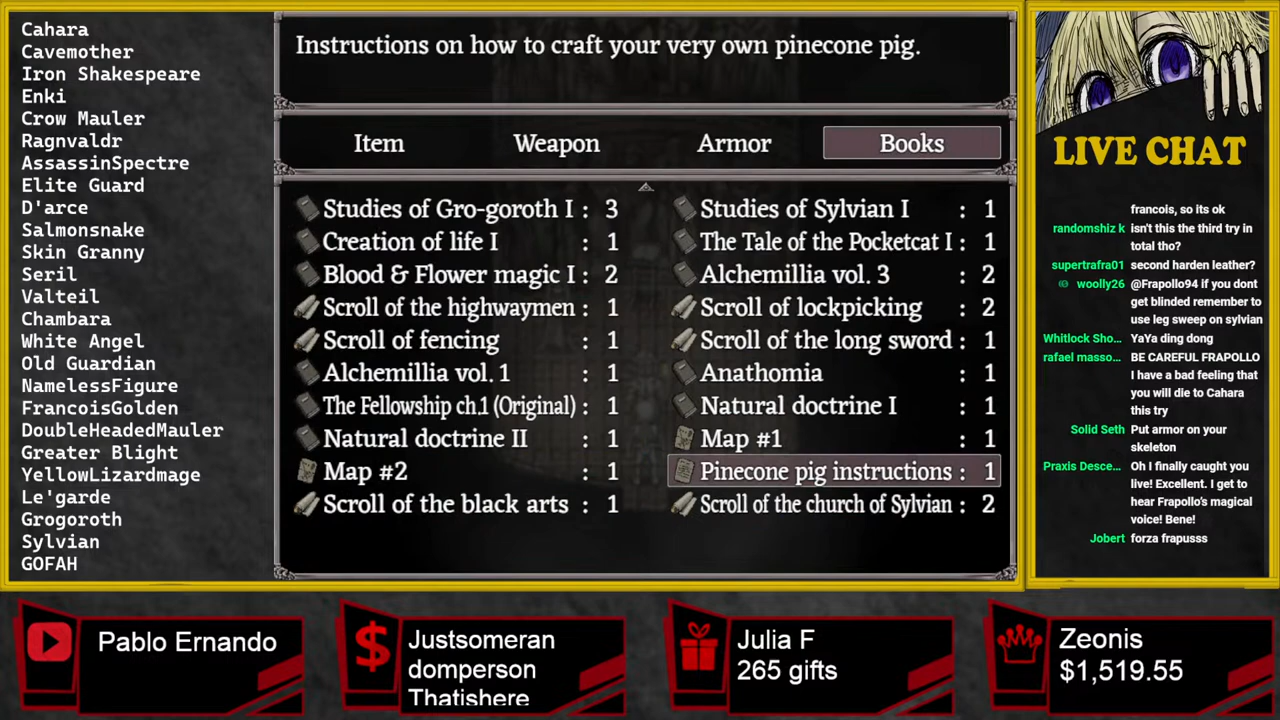 Cahara
Cavemother
Iron Shakespeare
Enki
Crow Mauler
Ragnvaldr
AssassinSpectre
Elite Guard
D'arce
Salmonsnake
Skin Granny
Seril
Valteil
Chambara
White Angel
Old Guardian
NamelessFigure
FrancoisGolden
DoubleHeadedMauler
Greater Blight
YellowLizardmage
Le'garde
Grogoroth
Sylvian
GOFAH
Instructions on how to craft your very own pinecone pig.
Item Weapon Armor Books
Studies of Gro-goroth I : 3 Studies of Sylvian I : 1
Creation of life I : 1 The Tale of the Pocketcat I : 1
Blood & Flower magic I : 2 Alchemillia vol. 3 : 2
Scroll of the highwaymen : 1 Scroll of lockpicking : 2
Scroll of fencing : 1 Scroll of the long sword : 1
Alchemillia vol. 1 : 1 Anathomia : 1
The Fellowship ch.1 (Original) : 1 Natural doctrine I : 1
Natural doctrine II : 1 Map #1 : 1
Map #2 : 1 Pinecone pig instructions : 1
Scroll of the black arts : 1 Scroll of the church of Sylvian : 2
LIVE CHAT
francois, so its ok
randomshiz k isn't this the third try in
total tho?
supertrafra01 second harden leather?
woolly26 @Frapollo94 if you dont
get blinded remember to
use leg sweep on sylvian
Whitlock Sho... YaYa ding dong
rafael masso... BE CAREFUL FRAPOLLO
I have a bad feeling that
you will die to Cahara
this try
Solid Seth Put armor on your
skeleton
Praxis Desce... Oh I finally caught you
live! Excellent. I get to
hear Frapollo's magical
voice! Bene!
Jobert forza frapusss
Pablo Ernando
$
Justsomeran
domperson
Thatishere
Julia F
265 gifts
Zeonis
$1,519.55